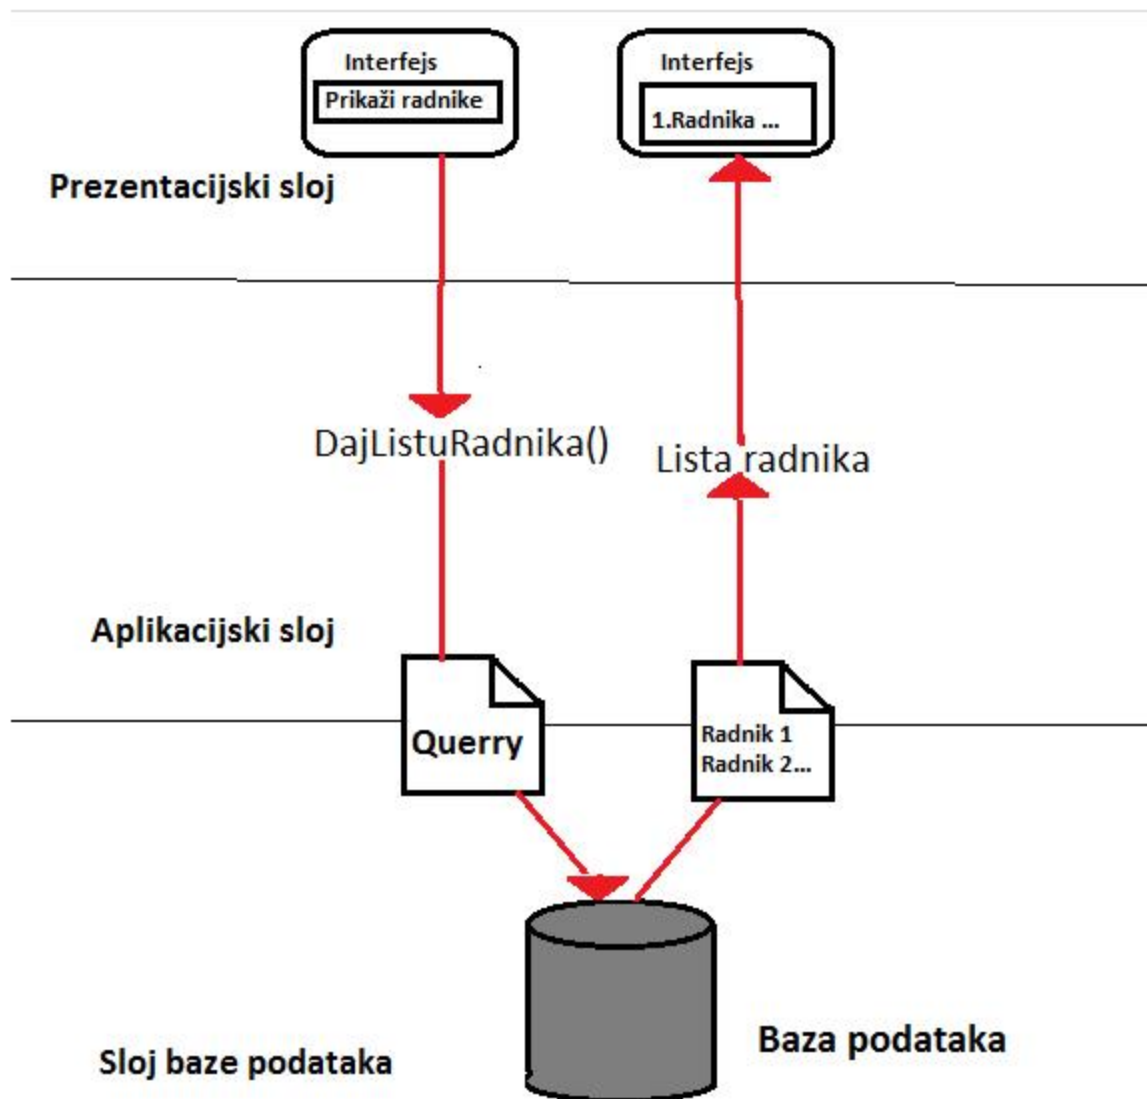 Interfejs
Prikaži radnike
Interfejs
1.Radnika ...
Prezentacijski sloj
DajListuRadnika()
Lista radnika
Aplikacijski sloj
Querry
Radnik 1
Radnik 2...
Baza podataka
Sloj baze podataka